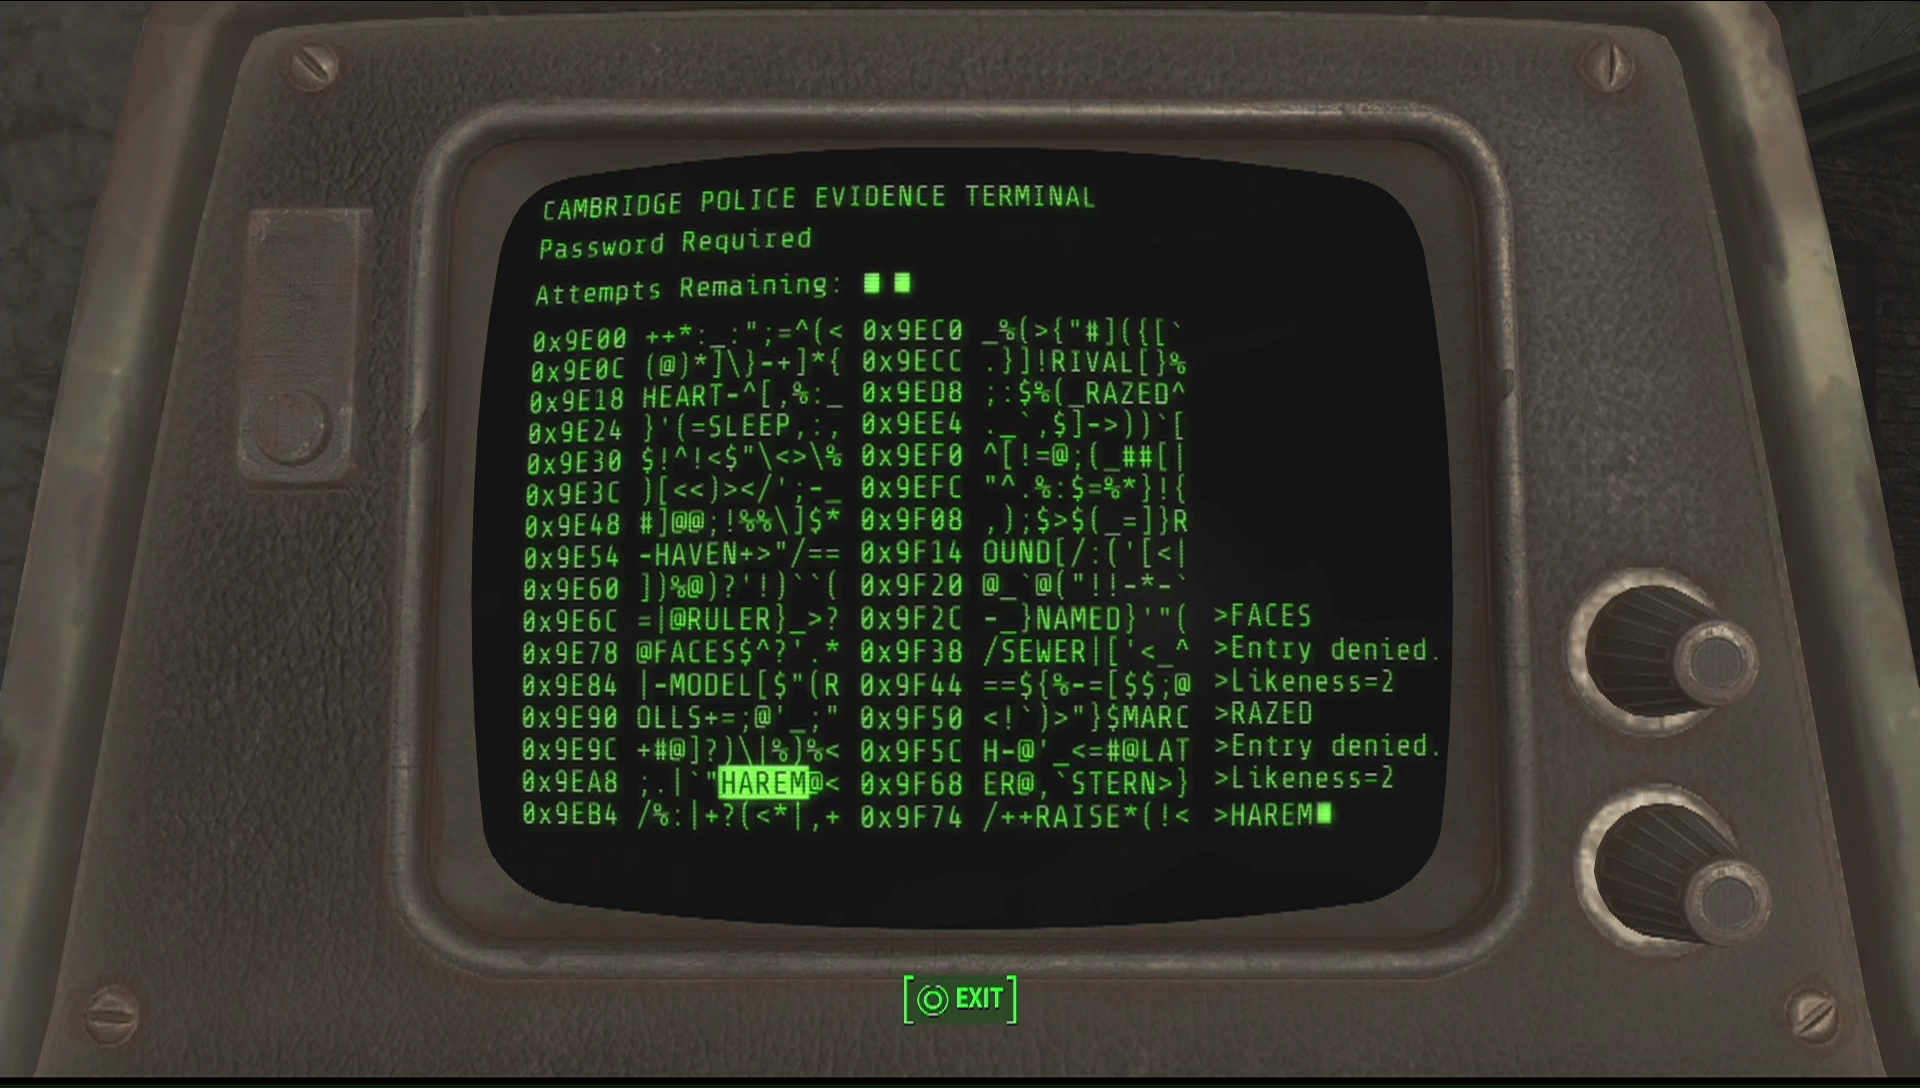 CAMBRIDGE POLICE EVIDENCE TERMINAL
Password Required
Attempts Remaining:
0x9E00 ++*:_:";=^(< 0x9EC0 _%(>{"#]({[`
0x9E0C (@)*]\}-+]*{ 0x9ECC .}]!RIVAL[}%
0x9E18 HEART-^[,%:_ 0x9ED8 ;:$%(_RAZED^
0x9E24 }'(=SLEEP,:, 0x9EE4 ._`,$]->))`[
0x9E30 $!^!<$"\<>\% 0x9EF0 ^[!=@;(_##[|
0x9E3C )[<<)></';-_ 0x9EFC "^.%:$=%*}!{
0x9E48 #]@@;!%%\]$* 0x9F08 ,);$>$(_=]}R
0x9E54 -HAVEN+>"/== 0x9F14 OUND[/:('[<|
0x9E60 ])%@)?'!)``( 0x9F20 @_`@("!!-*-`
0x9E6C =|@RULER}_>? 0x9F2C -_}NAMED}'"( >FACES
0x9E78 @FACES$^?'.* 0x9F38 /SEWER|['<_^ >Entry denied.
0x9E84 |-MODEL[$"(R 0x9F44 ==${%-=[$$;@ >Likeness=2
0x9E90 OLLS+=;@'_;" 0x9F50 <!`)>"}$MARC >RAZED
0x9E9C +#@]?)\|%)%< 0x9F5C H-@'_<=#@LAT >Entry denied.
0x9EA8 ;.|`"HAREM@< 0x9F68 ER@,`STERN>} >Likeness=2
0x9EB4 /%:|+?(<*|,+ 0x9F74 /++RAISE*(!< >HAREM
EXIT